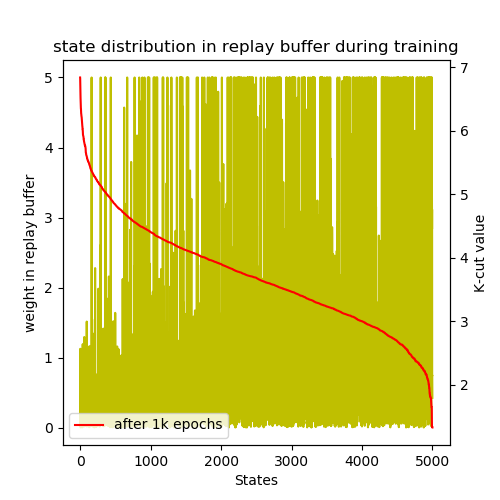 state distribution in replay buffer during training
weight in replay buffer
5
4
3
2
1
0
7
6
5
4
3
2
K-cut value
after 1k epochs
0 1000 2000 3000 4000 5000
States